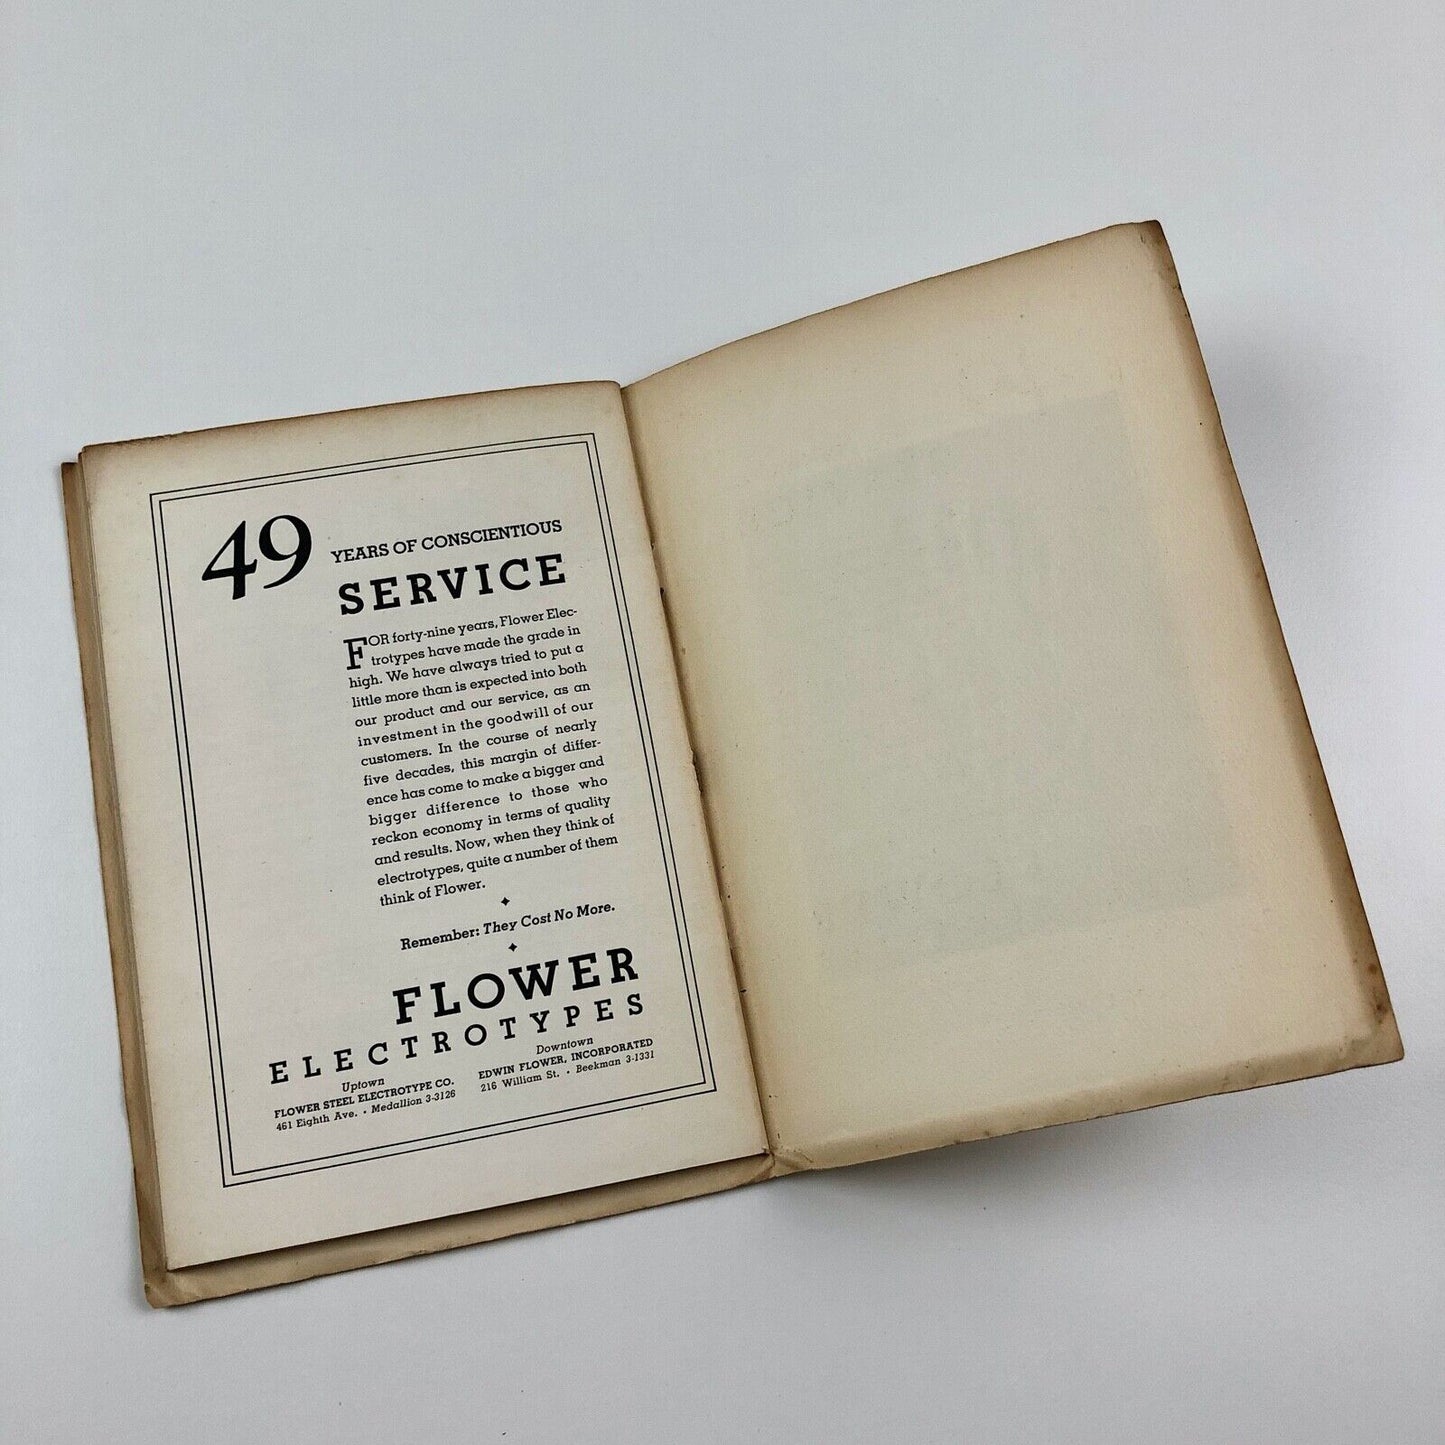 49 YEARS OF CONSCIENTIOUS
SERVICE
FOR forty-nine years, Flower Elec-
trotypes have made the grade in
high. We have always tried to put a
little more than is expected into both
our product and our service, as an
investment in the goodwill of our
customers. In the course of nearly
five decades, this margin of differ-
ence has come to make a bigger and
bigger difference to those who
reckon economy in terms of quality
and results. Now, when they think of
electrotypes, quite a number of them
think of Flower.
Remember: They Cost No More.
FLOWER
ELECTROTYPES
Uptown
FLOWER STEEL ELECTROTYPE CO.
461 Eighth Ave. • Medallion 3-3126
Downtown
EDWIN FLOWER, INCORPORATED
216 William St. • Beekman 3-1331